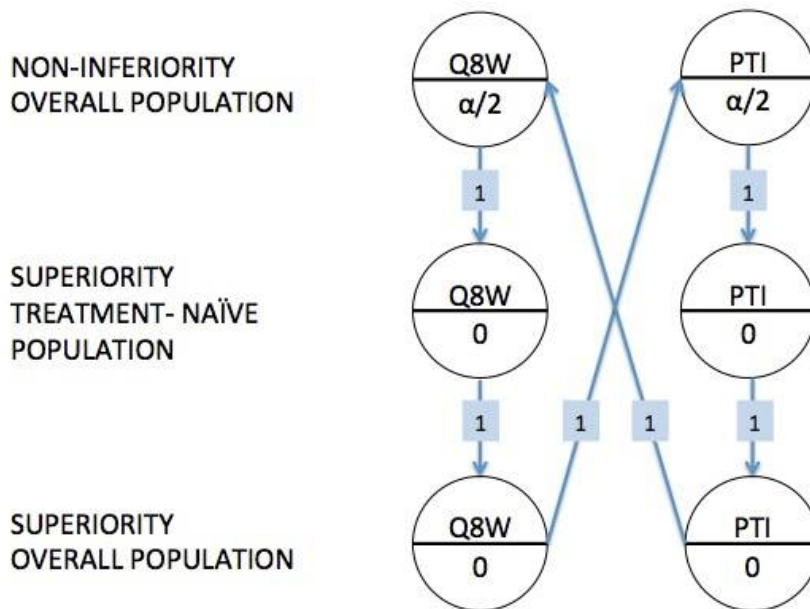 NON-INFERIORITY
OVERALL POPULATION
Q8W
α/2
PTI
α/2
1
1
SUPERIORITY
TREATMENT- NAÏVE
POPULATION
Q8W
0
PTI
0
1
1
1
1
SUPERIORITY
OVERALL POPULATION
Q8W
0
PTI
0